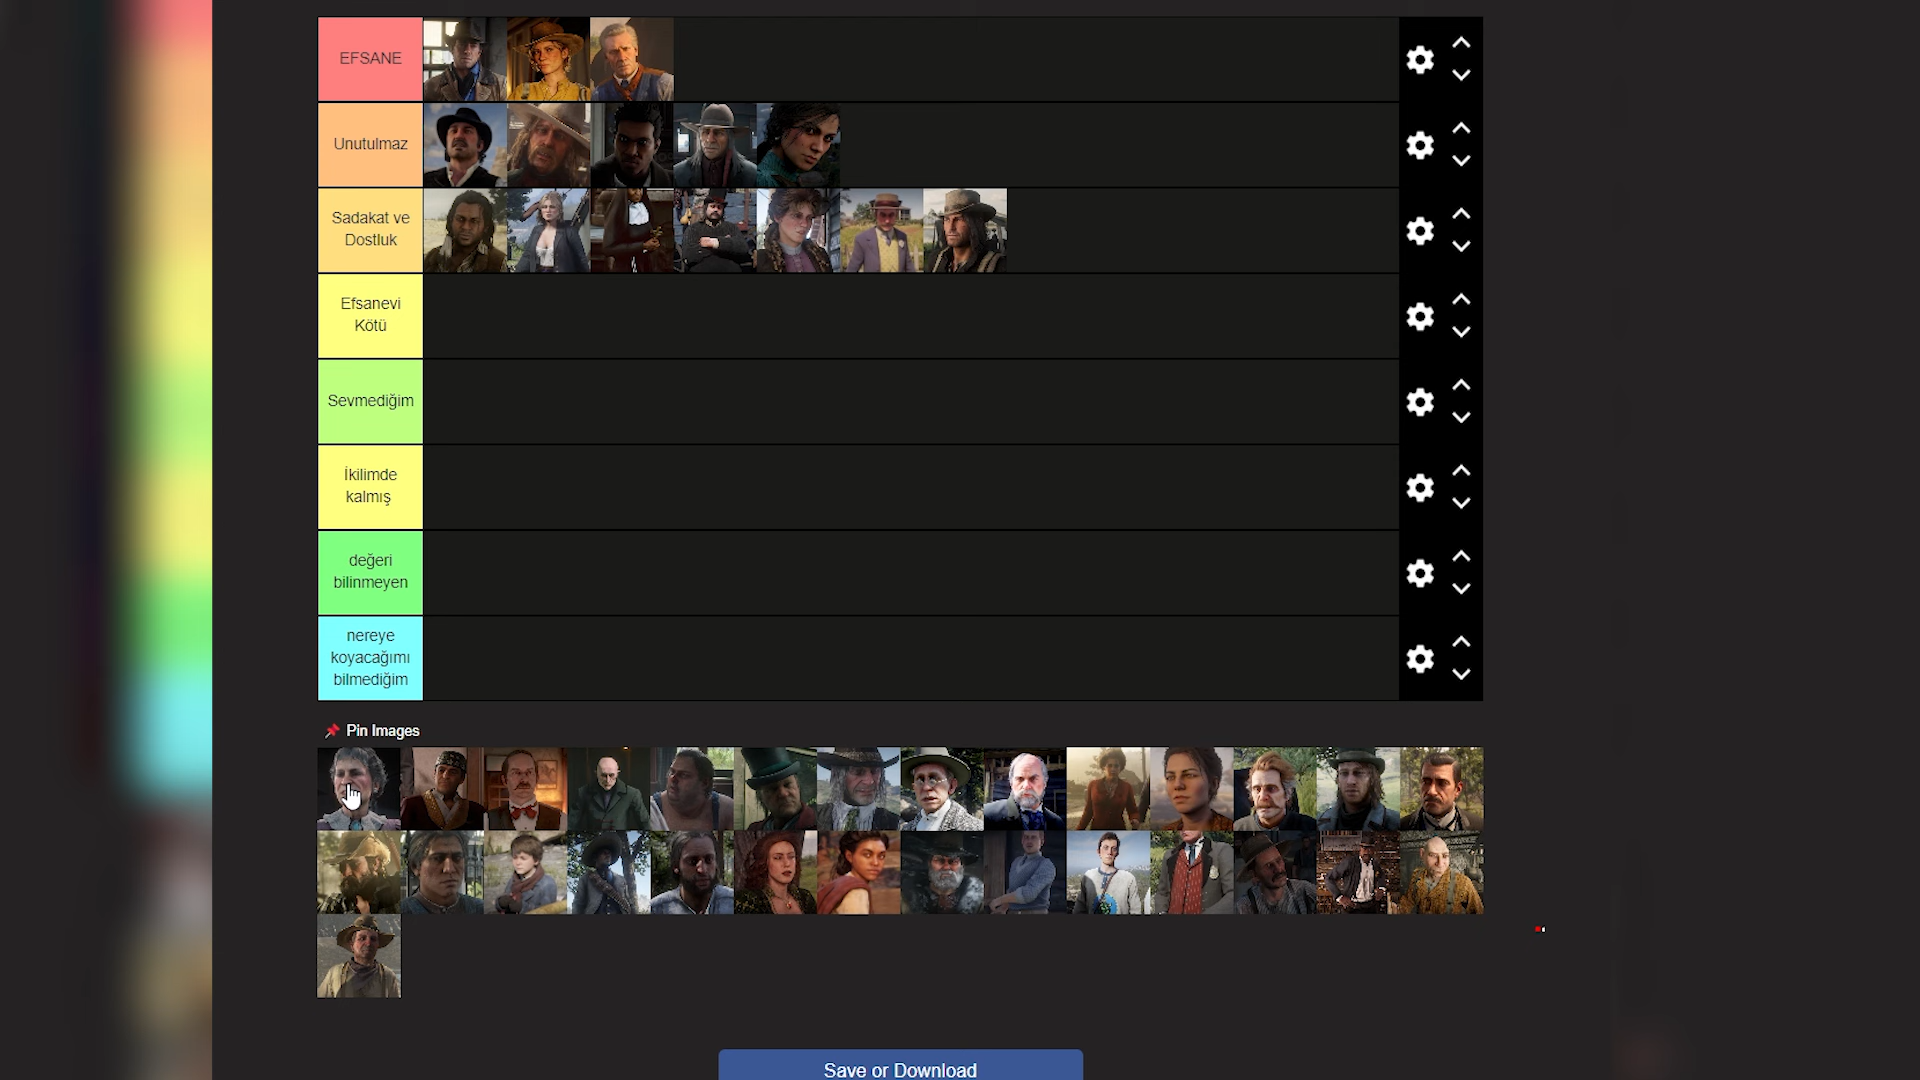 EFSANE
Unutulmaz
Sadakat ve
Dostluk
Efsanevi
Kötü
Sevmediğim
İkilimde
kalmış
değeri
bilinmeyen
nereye
koyacağımı
bilmediğim
Pin Images
Save or Download